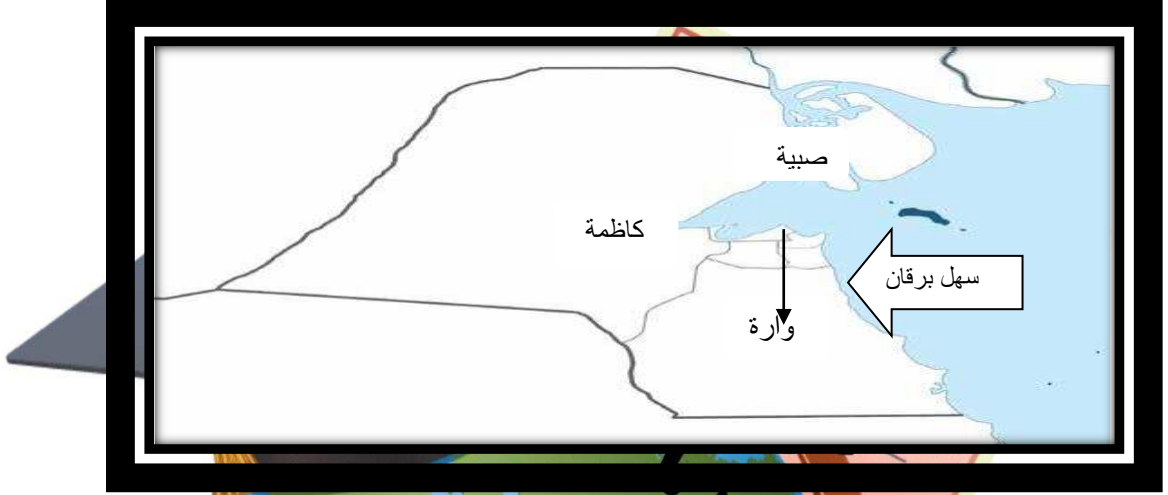 صبية
كاظمة
سهل برقان
وارة